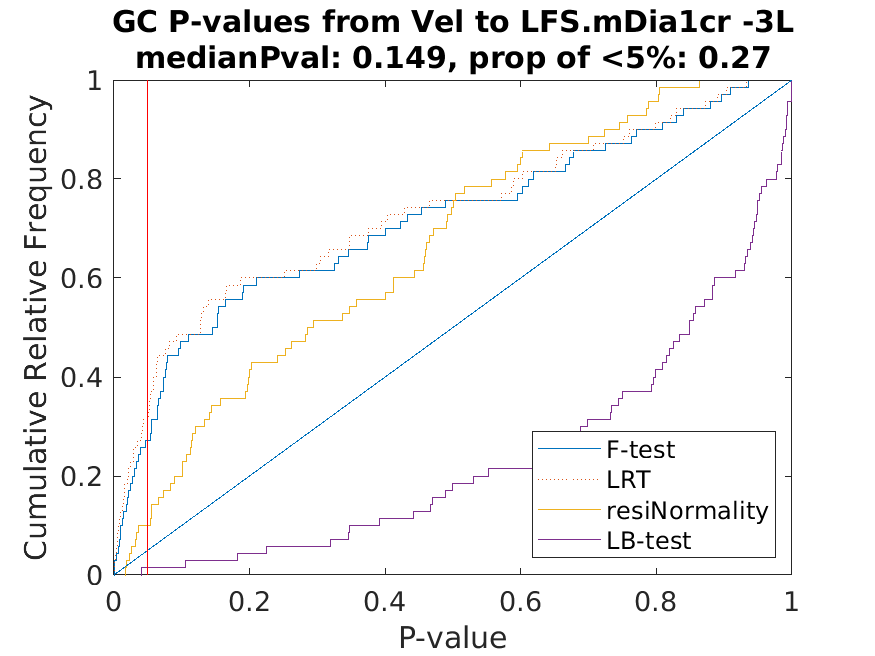 GC P-values from Vel to LFS.mDia1cr -3L
medianPval: 0.149, prop of <5%: 0.27
Cumulative Relative Frequency
1
0.8
0.6
0.4
0.2
0
0
0.2
0.4
0.6
0.8
1
P-value
F-test
LRT
resiNormality
LB-test